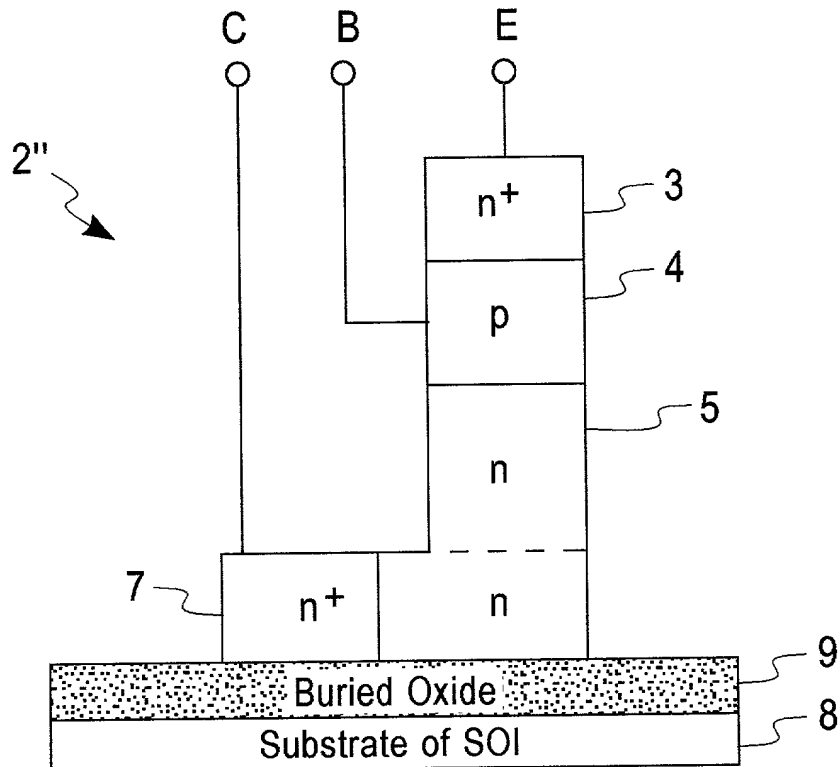 C B E
2"
n+ 3
p 4
n 5
7 n+ n
Buried Oxide 9
Substrate of SOI 8